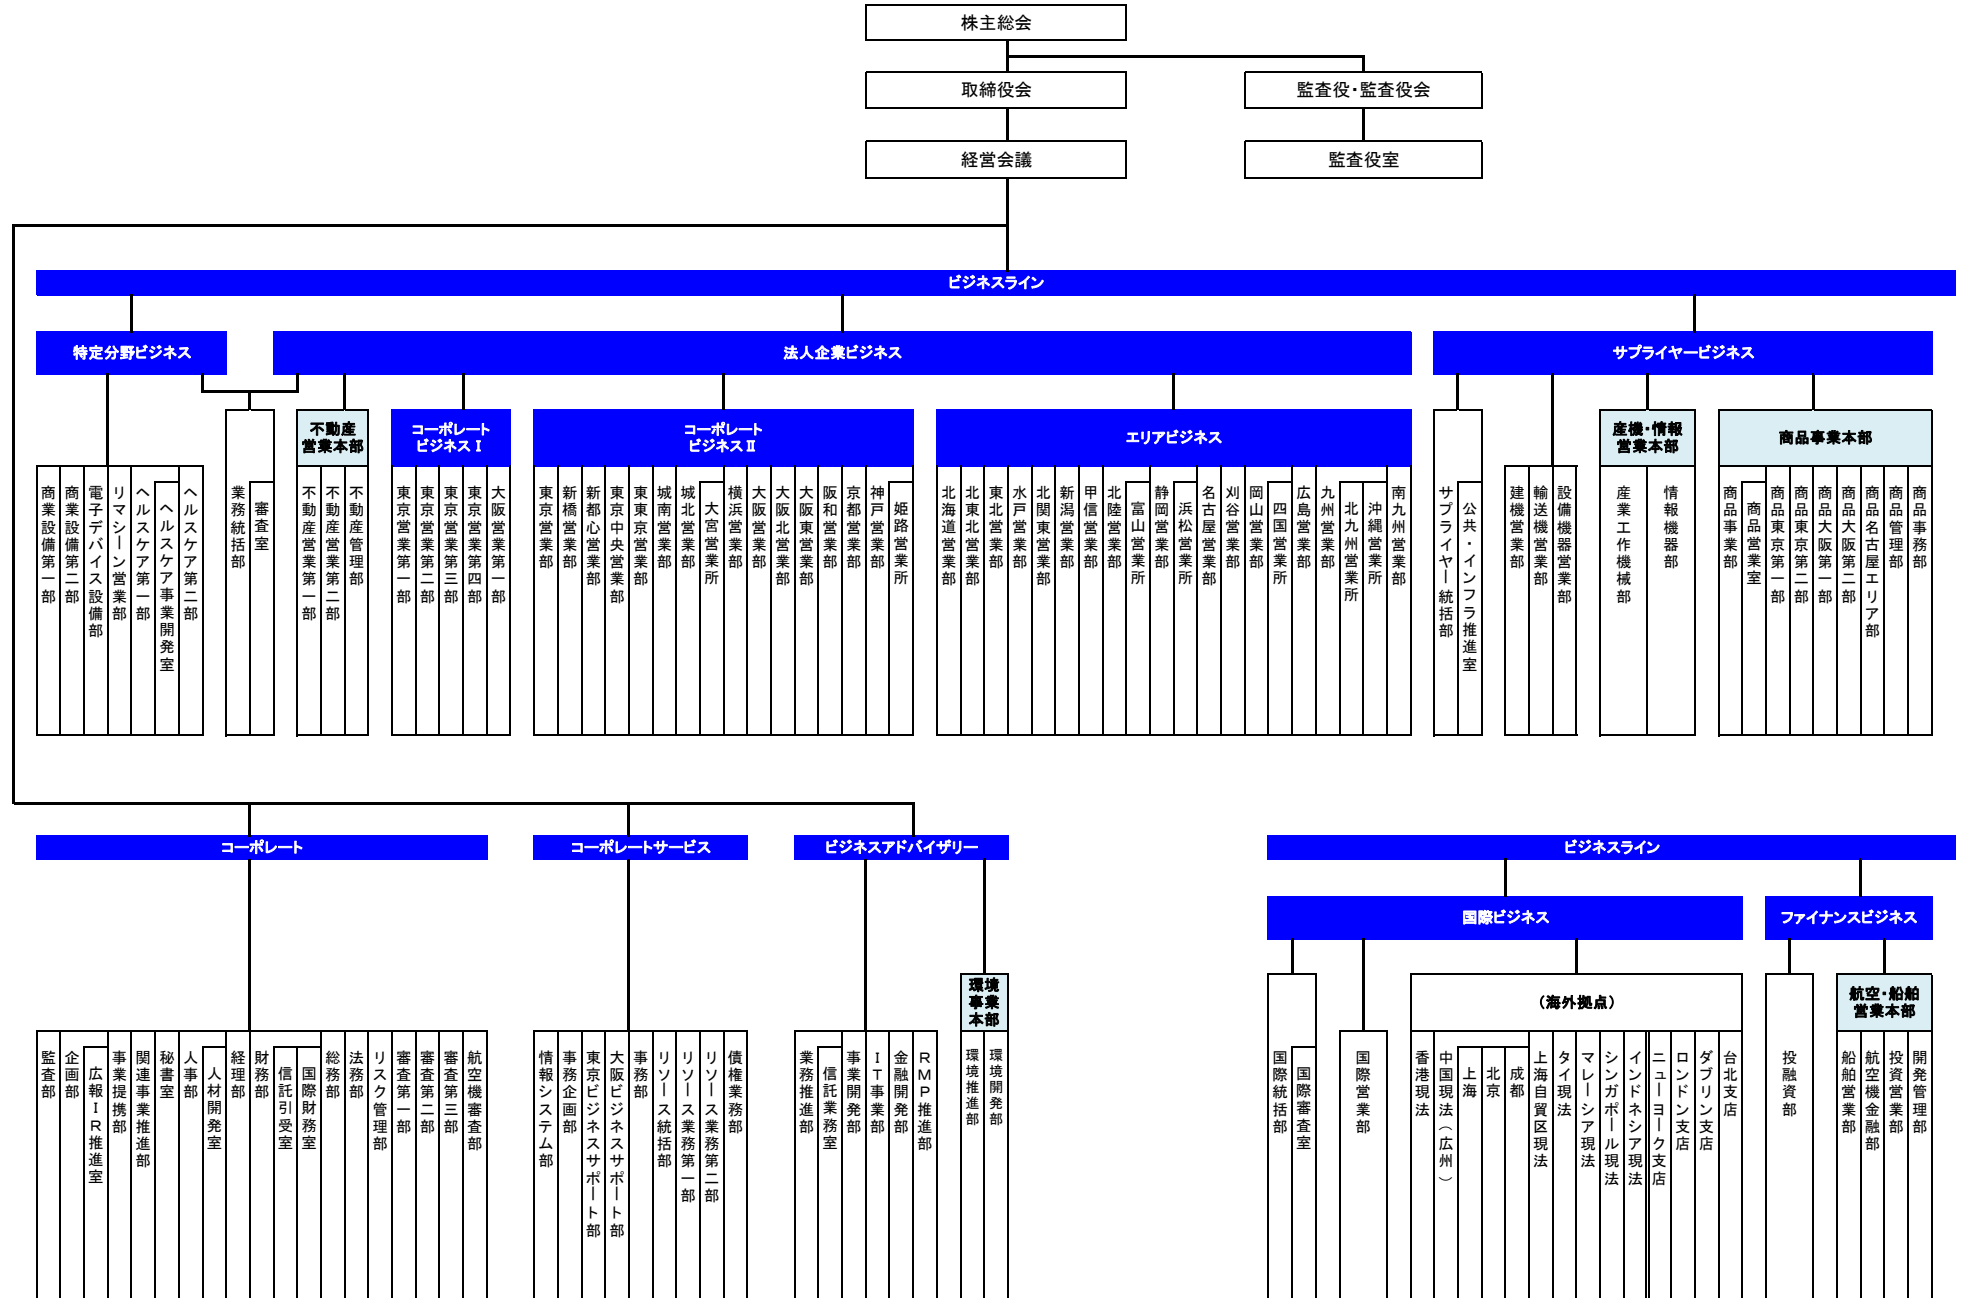 株主総会
取締役会
監査役・監査役会
経営会議
監査役室
ビジネスライン
特定分野ビジネス
法人企業ビジネス
サプライヤービジネス
不動産
営業本部
コーポレート
ビジネスⅠ
コーポレート
ビジネスⅡ
エリアビジネス
産機・情報
営業本部
商品事業本部
商業設備第一部
商業設備第二部
電子デバイス設備部
リマシーン営業部
ヘルスケア第一部
ヘルスケア事業開発室
ヘルスケア第二部
業務統括部
審査室
不動産営業第一部
不動産営業第二部
不動産管理部
東京営業第一部
東京営業第二部
東京営業第三部
東京営業第四部
大阪営業第一部
東京営業部
新橋営業部
新都心営業部
東京中央営業部
東東京営業部
城南営業部
城北営業部
大宮営業所
横浜営業部
大阪営業部
大阪北営業部
大阪東営業部
阪和営業部
京都営業部
神戸営業部
姫路営業所
北海道営業部
北東北営業部
東北営業部
水戸営業部
北関東営業部
新潟営業部
甲信営業部
北陸営業部
富山営業所
静岡営業部
浜松営業所
名古屋営業部
刈谷営業部
岡山営業部
四国営業所
広島営業部
九州営業部
北九州営業所
沖縄営業所
南九州営業部
サプライヤー統括部
公共・インフラ推進室
建機営業部
輸送機営業部
設備機器営業部
産業工作機械部
情報機器部
商品事業部
商品営業室
商品東京第一部
商品東京第二部
商品大阪第一部
商品大阪第二部
商品名古屋エリア部
商品管理部
商品事務部
コーポレート
コーポレートサービス
ビジネスアドバイザリー
ビジネスライン
国際ビジネス
ファイナンスビジネス
環境
事業
本部
（海外拠点）
航空・船舶
営業本部
監査部
企画部
広報ＩＲ推進室
事業提携部
関連事業推進部
秘書室
人事部
人材開発室
経理部
財務部
信託引受室
国際財務室
総務部
法務部
リスク管理部
審査第一部
審査第二部
審査第三部
航空機審査部
情報システム部
事務企画部
東京ビジネスサポート部
大阪ビジネスサポート部
事務部
リソース統括部
リソース業務第一部
リソース業務第二部
債権業務部
業務推進部
信託業務室
事業開発部
ＩＴ事業部
金融開発部
ＲＭＰ推進部
環境推進部
環境開発部
国際統括部
国際審査室
国際営業部
香港現法
中国現法（広州）
上海
北京
成都
上海自貿区現法
タイ現法
マレーシア現法
シンガポール現法
インドネシア現法
ニューヨーク支店
ロンドン支店
ダブリン支店
台北支店
投融資部
船舶営業部
航空機金融部
投資営業部
開発管理部